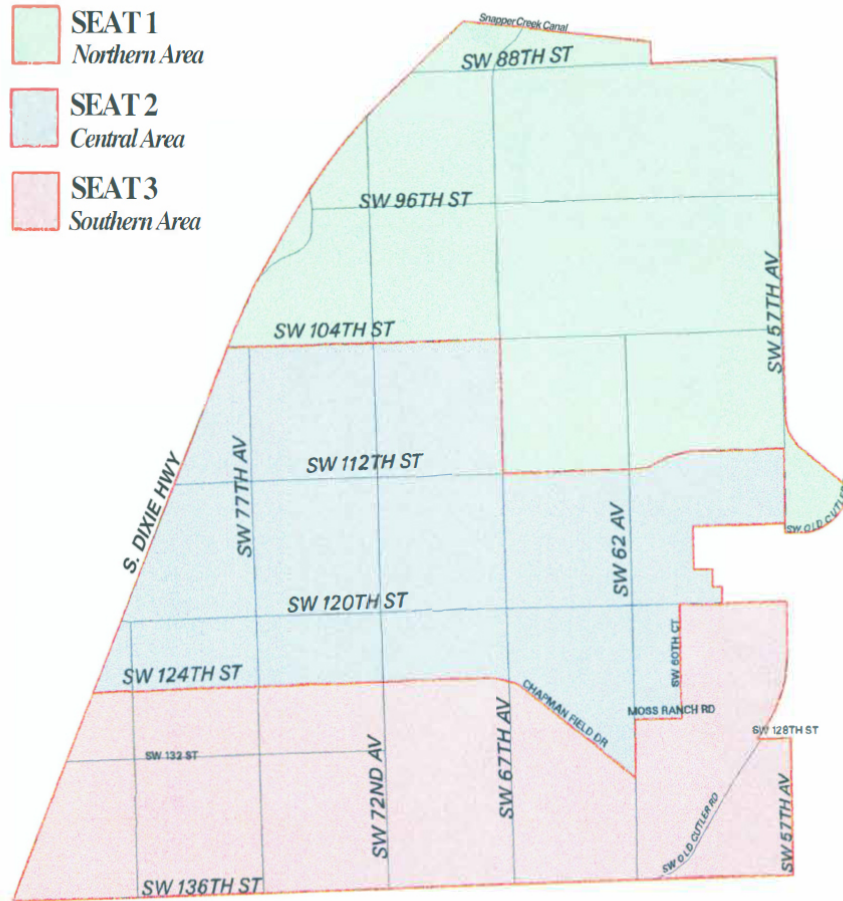 SEAT 1
Northern Area
SEAT 2
Central Area
SEAT 3
Southern Area
Snapper Creek Canal
SW 88TH ST
SW 96TH ST
SW 57TH AV
SW 104TH ST
S. DIXIE HWY
SW 77TH AV
SW 112TH ST
SW 62 AV
SW OLD CUTLER
SW 120TH ST
SW 60TH CT
SW 124TH ST
CHAPMAN FIELD DR
MOSS RANCH RD
SW 128TH ST
SW 132 ST
SW 72ND AV
SW 67TH AV
SW OLD CUTLER RD
SW 57TH AV
SW 136TH ST